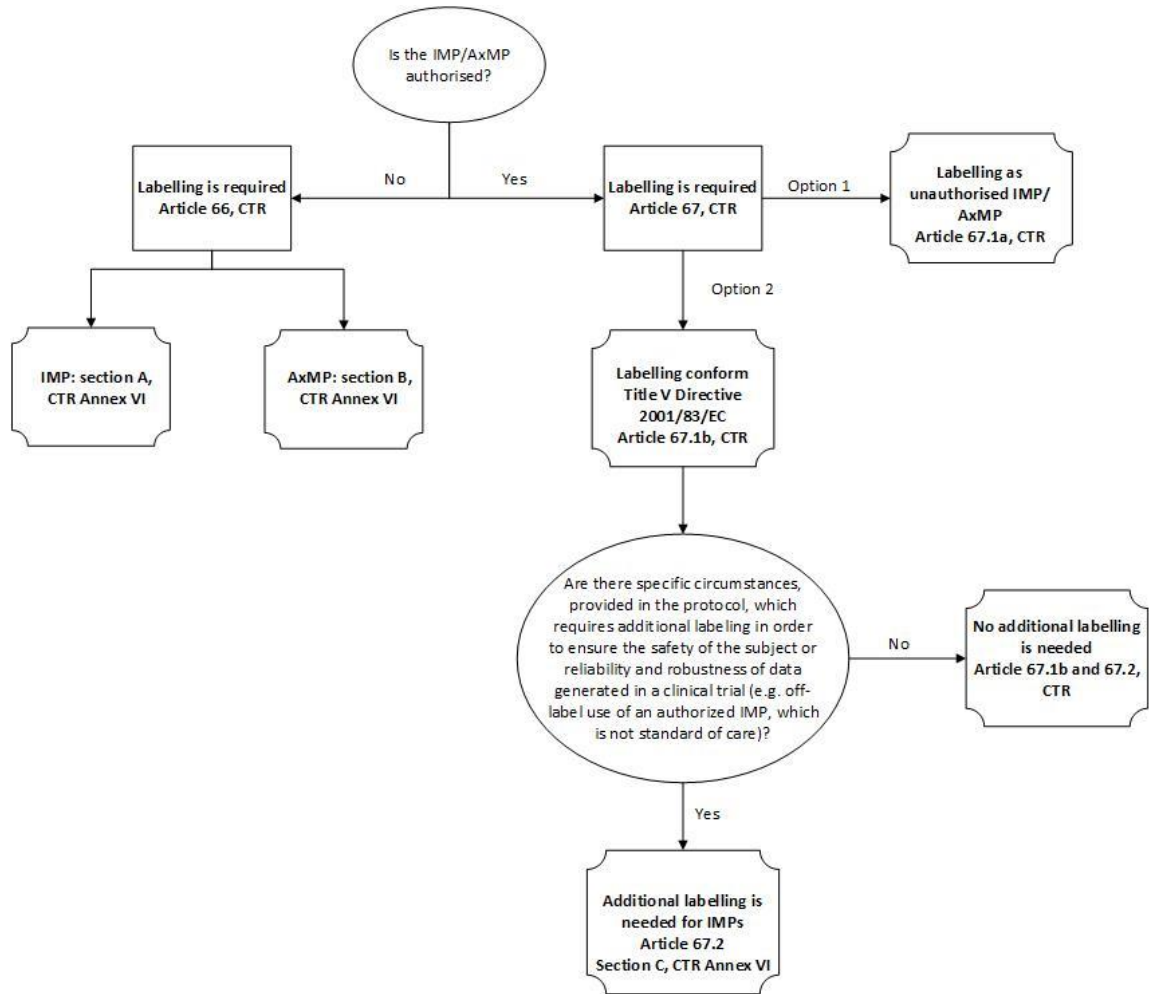 Is the IMP/AxMP
authorised?
No
Yes
Labelling is required
Article 66, CTR
Labelling is required
Article 67, CTR
Option 1
Labelling as
unauthorised IMP/
AxMP
Article 67.1a, CTR
Option 2
IMP: section A,
CTR Annex VI
AxMP: section B,
CTR Annex VI
Labelling conform
Title V Directive
2001/83/EC
Article 67.1b, CTR
Are there specific circumstances,
provided in the protocol, which
requires additional labeling in order
to ensure the safety of the subject or
reliability and robustness of data
generated in a clinical trial (e.g. off-
label use of an authorized IMP, which
is not standard of care)?
No
No additional labelling
is needed
Article 67.1b and 67.2,
CTR
Yes
Additional labelling is
needed for IMPs
Article 67.2
Section C, CTR Annex VI